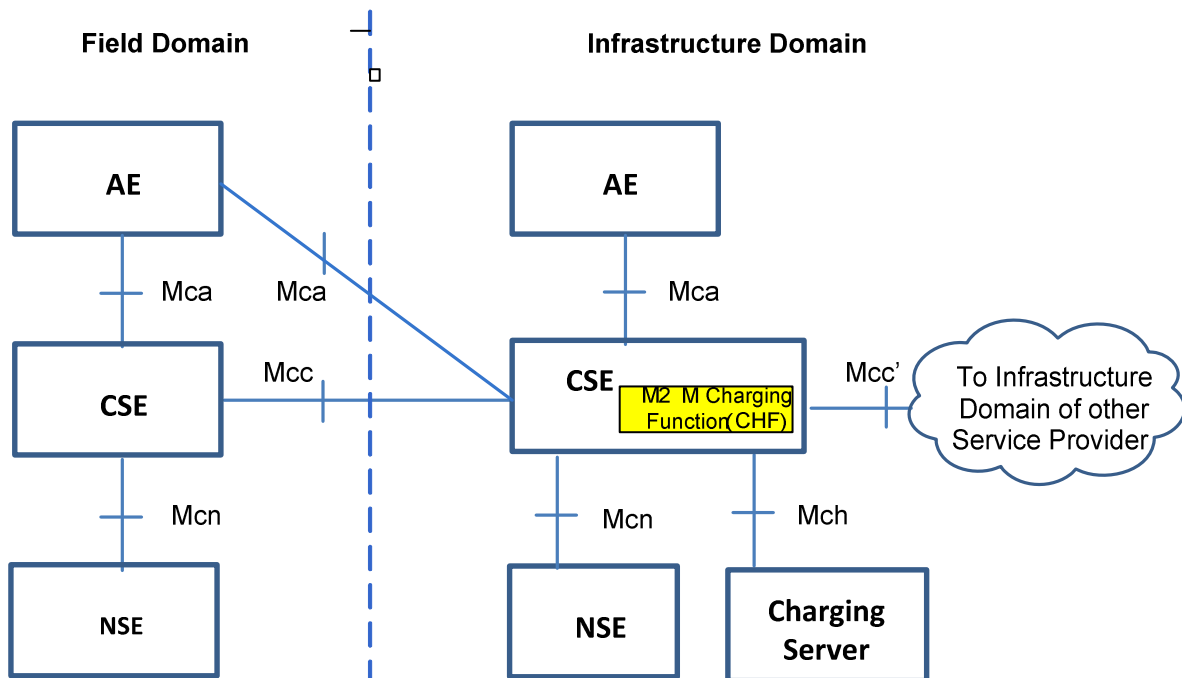 Field Domain
Infrastructure Domain
AE
AE
Mca
Mca
Mca
CSE
Mcc
CSE
M2 M Charging
Function(CHF)
Mcc’
To Infrastructure
Domain of other
Service Provider
Mcn
Mcn
Mch
NSE
NSE
Charging
Server